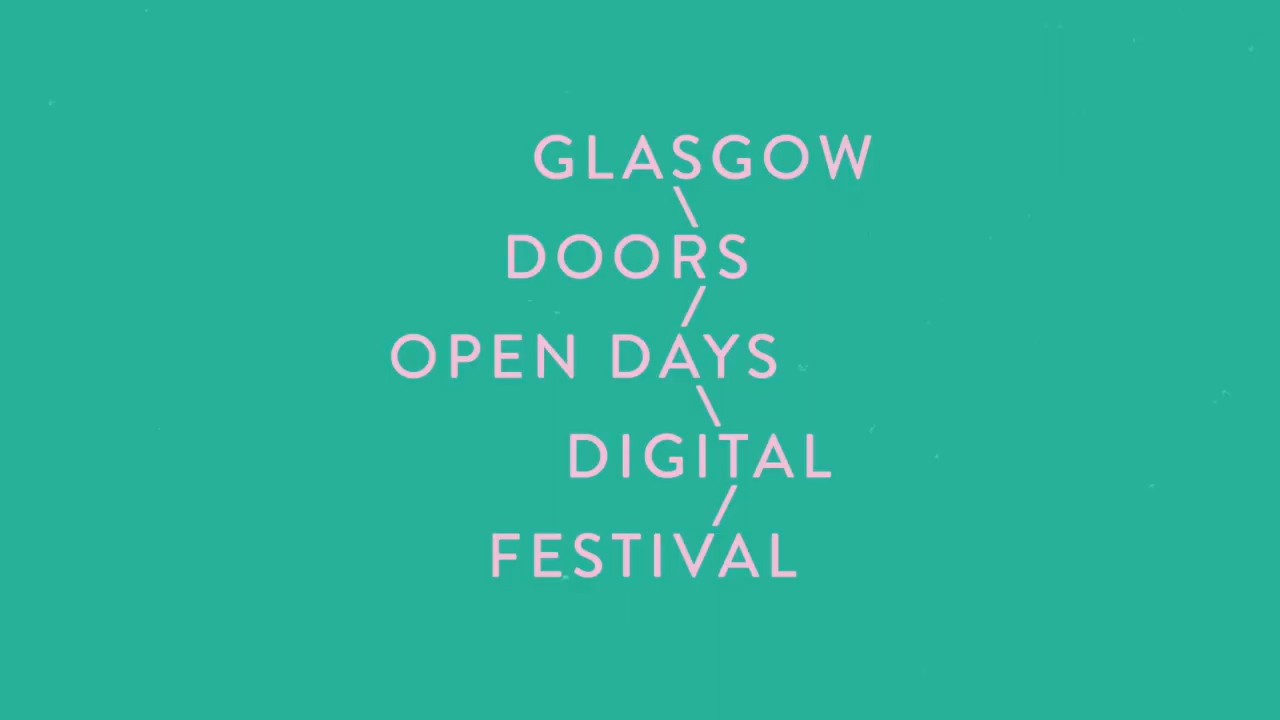 GLASGOW
DOORS
OPEN DAYS
DIGITAL
FESTIVAL